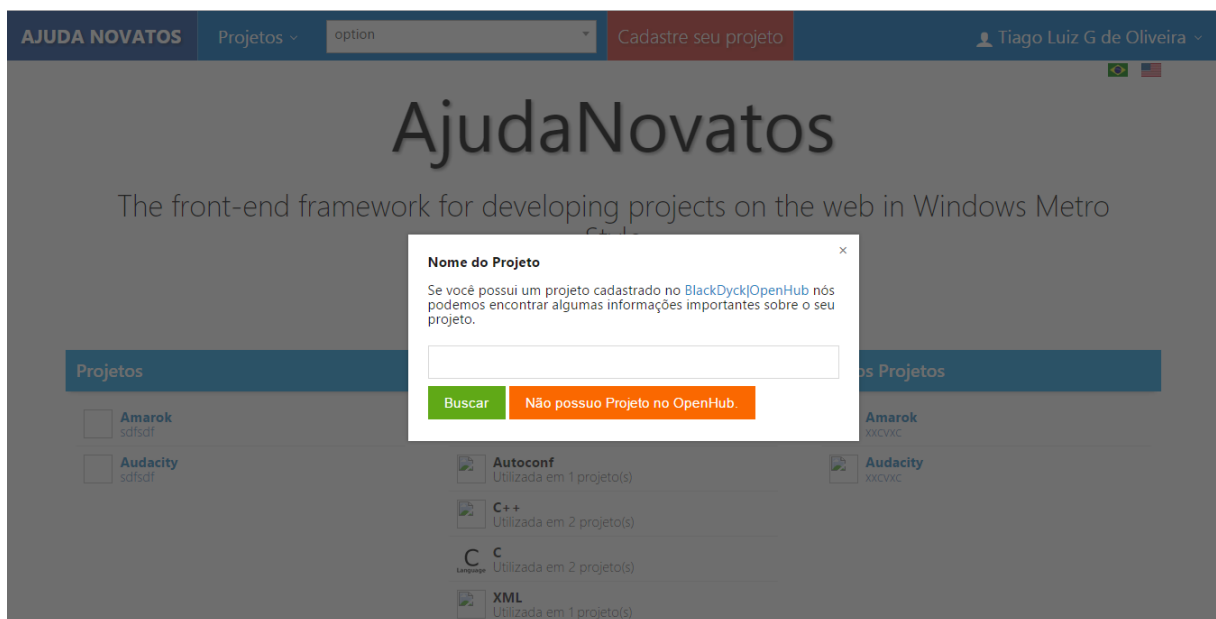 AJUDA NOVATOS Projetos option Cadastre seu projeto Tiago Luiz G de Oliveira
AjudaNovatos
The front-end framework for developing projects on the web in Windows Metro
Nome do Projeto ×
Se você possui um projeto cadastrado no BlackDyck|OpenHub nós
podemos encontrar algumas informações importantes sobre o seu
projeto.
Buscar Não possuo Projeto no OpenHub.
Projetos
Amarok
sdfsdf
Audacity
sdfsdf
Autoconf
Utilizada em 1 projeto(s)
C++
Utilizada em 2 projeto(s)
C Language
C
Utilizada em 2 projeto(s)
XML
Utilizada em 1 projeto(s)
os Projetos
Amarok
xxcvxc
Audacity
xxcvxc